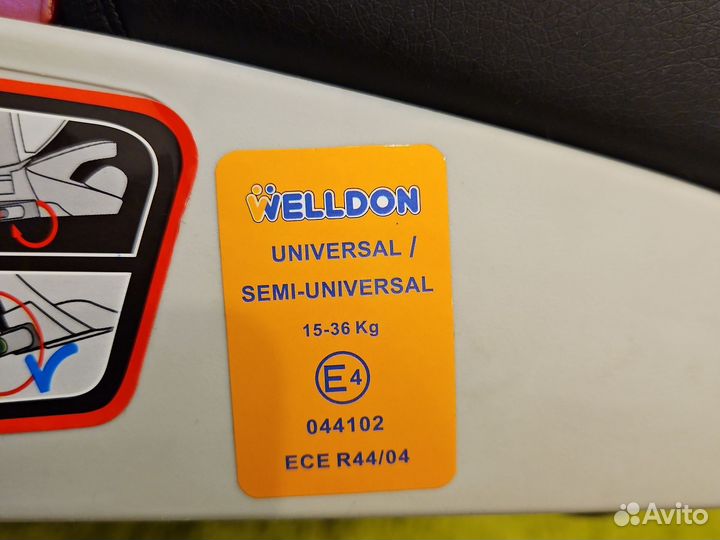 WELLDON
UNIVERSAL /
SEMI-UNIVERSAL
15-36 Kg
E4
044102
ECE R44/04
Avito